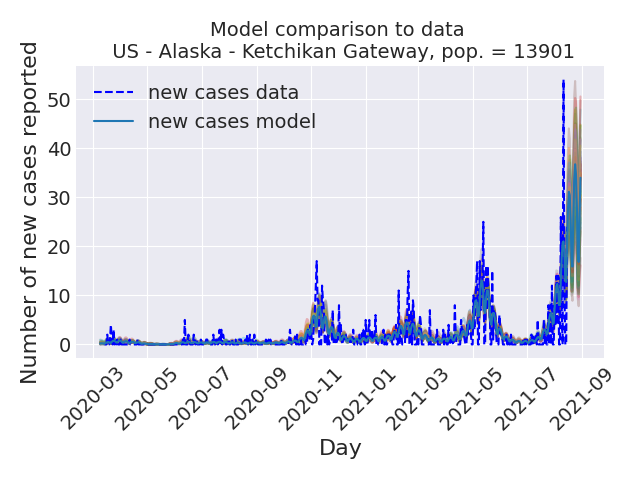 Model comparison to data
US - Alaska - Ketchikan Gateway, pop. = 13901
Number of new cases reported
new cases data
new cases model
50
40
30
20
10
0
2020-03
2020-05
2020-07
2020-09
2020-11
2021-01
2021-03
2021-05
2021-07
2021-09
Day